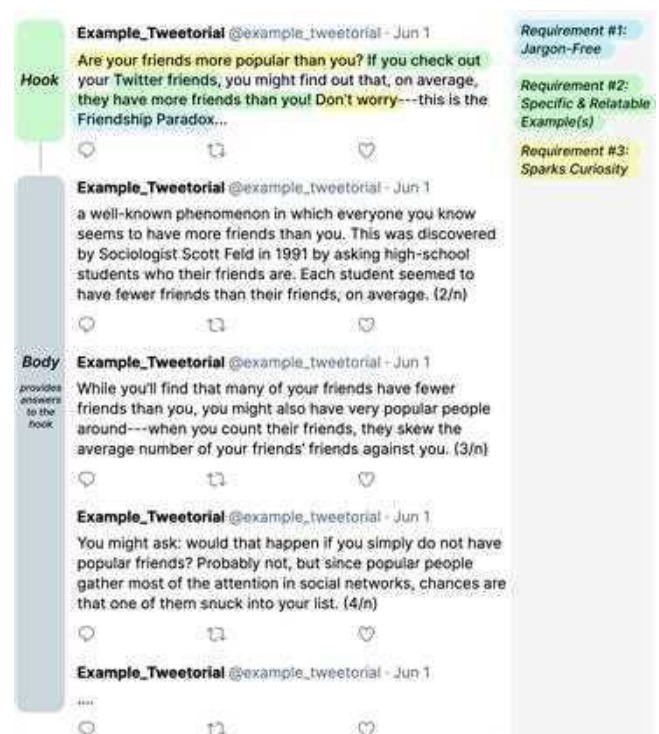 Hook
Example_Tweetorial @example_tweetorial - Jun 1
Are your friends more popular than you? If you check out
your Twitter friends, you might find out that, on average,
they have more friends than you! Don't worry---this is the
Friendship Paradox...
Requirement #1:
Jargon-Free
Requirement #2:
Specific & Relatable
Example(s)
Requirement #3:
Sparks Curiosity
Body
provides
answers
to the
hook
Example_Tweetorial @example_tweetorial - Jun 1
a well-known phenomenon in which everyone you know
seems to have more friends than you. This was discovered
by Sociologist Scott Feld in 1991 by asking high-school
students who their friends are. Each student seemed to
have fewer friends than their friends, on average. (2/n)
Example_Tweetorial @example_tweetorial - Jun 1
While you'll find that many of your friends have fewer
friends than you, you might also have very popular people
around---when you count their friends, they skew the
average number of your friends' friends against you. (3/n)
Example_Tweetorial @example_tweetorial - Jun 1
You might ask: would that happen if you simply do not have
popular friends? Probably not, but since popular people
gather most of the attention in social networks, chances are
that one of them snuck into your list. (4/n)
Example_Tweetorial @example_tweetorial - Jun 1
....